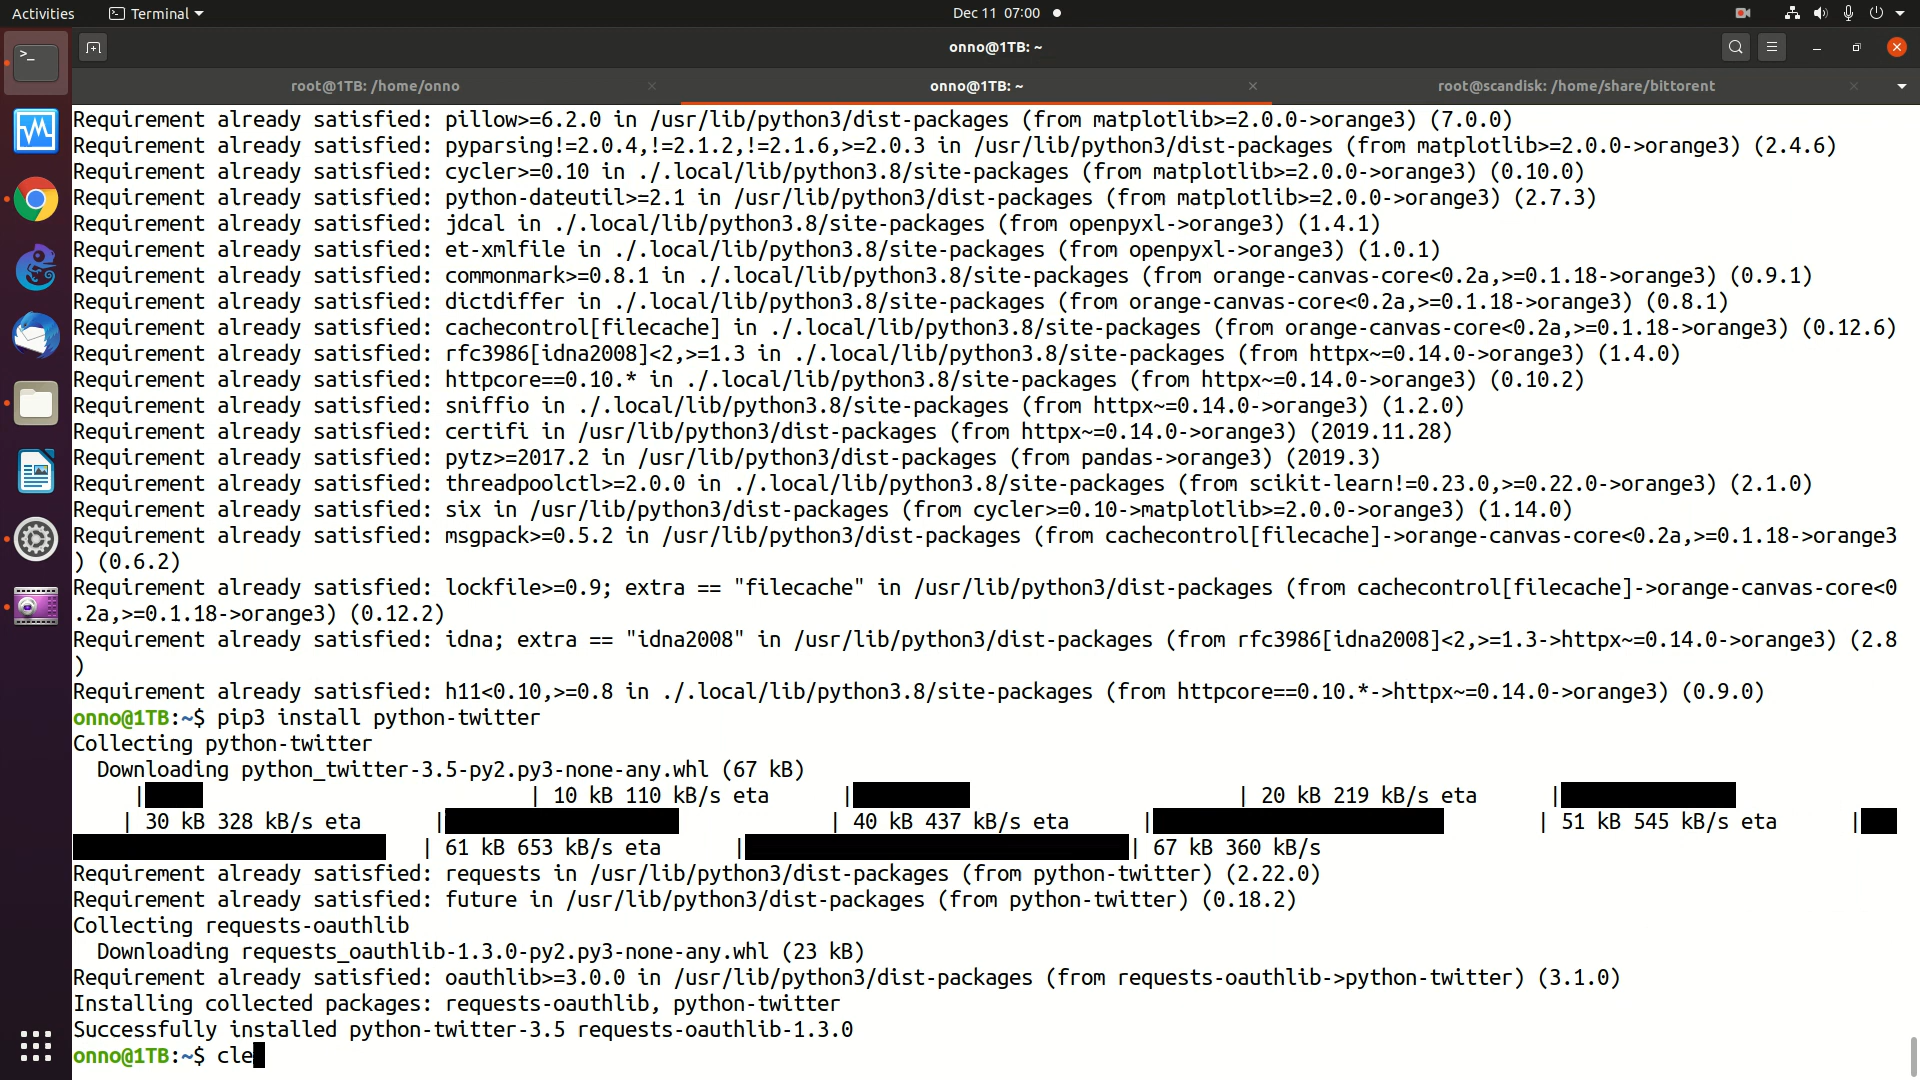 Activities
Terminal
Dec 11 07:00
onno@1TB: ~
root@1TB: /home/onno
onno@1TB: ~
root@scandisk: /home/share/bittorent
Requirement already satisfied: pillow>=6.2.0 in /usr/lib/python3/dist-packages (from matplotlib>=2.0.0->orange3) (7.0.0)
Requirement already satisfied: pyparsing!=2.0.4,!=2.1.2,!=2.1.6,>=2.0.3 in /usr/lib/python3/dist-packages (from matplotlib>=2.0.0->orange3) (2.4.6)
Requirement already satisfied: cycler>=0.10 in ./.local/lib/python3.8/site-packages (from matplotlib>=2.0.0->orange3) (0.10.0)
Requirement already satisfied: python-dateutil>=2.1 in /usr/lib/python3/dist-packages (from matplotlib>=2.0.0->orange3) (2.7.3)
Requirement already satisfied: jdcal in ./.local/lib/python3.8/site-packages (from openpyxl->orange3) (1.4.1)
Requirement already satisfied: et-xmlfile in ./.local/lib/python3.8/site-packages (from openpyxl->orange3) (1.0.1)
Requirement already satisfied: commonmark>=0.8.1 in ./.local/lib/python3.8/site-packages (from orange-canvas-core<0.2a,>=0.1.18->orange3) (0.9.1)
Requirement already satisfied: dictdiffer in ./.local/lib/python3.8/site-packages (from orange-canvas-core<0.2a,>=0.1.18->orange3) (0.8.1)
Requirement already satisfied: cachecontrol[filecache] in ./.local/lib/python3.8/site-packages (from orange-canvas-core<0.2a,>=0.1.18->orange3) (0.12.6)
Requirement already satisfied: rfc3986[idna2008]<2,>=1.3 in ./.local/lib/python3.8/site-packages (from httpx~=0.14.0->orange3) (1.4.0)
Requirement already satisfied: httpcore==0.10.* in ./.local/lib/python3.8/site-packages (from httpx~=0.14.0->orange3) (0.10.2)
Requirement already satisfied: sniffio in ./.local/lib/python3.8/site-packages (from httpx~=0.14.0->orange3) (1.2.0)
Requirement already satisfied: certifi in /usr/lib/python3/dist-packages (from httpx~=0.14.0->orange3) (2019.11.28)
Requirement already satisfied: pytz>=2017.2 in /usr/lib/python3/dist-packages (from pandas->orange3) (2019.3)
Requirement already satisfied: threadpoolctl>=2.0.0 in ./.local/lib/python3.8/site-packages (from scikit-learn!=0.23.0,>=0.22.0->orange3) (2.1.0)
Requirement already satisfied: six in /usr/lib/python3/dist-packages (from cycler>=0.10->matplotlib>=2.0.0->orange3) (1.14.0)
Requirement already satisfied: msgpack>=0.5.2 in /usr/lib/python3/dist-packages (from cachecontrol[filecache]->orange-canvas-core<0.2a,>=0.1.18->orange3
) (0.6.2)
Requirement already satisfied: lockfile>=0.9; extra == "filecache" in /usr/lib/python3/dist-packages (from cachecontrol[filecache]->orange-canvas-core<0
.2a,>=0.1.18->orange3) (0.12.2)
Requirement already satisfied: idna; extra == "idna2008" in /usr/lib/python3/dist-packages (from rfc3986[idna2008]<2,>=1.3->httpx~=0.14.0->orange3) (2.8
)
Requirement already satisfied: h11<0.10,>=0.8 in ./.local/lib/python3.8/site-packages (from httpcore==0.10.*->httpx~=0.14.0->orange3) (0.9.0)
onno@1TB:~$ pip3 install python-twitter
Collecting python-twitter
  Downloading python_twitter-3.5-py2.py3-none-any.whl (67 kB)
| | 10 kB 110 kB/s eta | | 20 kB 219 kB/s eta |
| 30 kB 328 kB/s eta | | 40 kB 437 kB/s eta | | 51 kB 545 kB/s eta |
| 61 kB 653 kB/s eta | | 67 kB 360 kB/s
Requirement already satisfied: requests in /usr/lib/python3/dist-packages (from python-twitter) (2.22.0)
Requirement already satisfied: future in /usr/lib/python3/dist-packages (from python-twitter) (0.18.2)
Collecting requests-oauthlib
  Downloading requests_oauthlib-1.3.0-py2.py3-none-any.whl (23 kB)
Requirement already satisfied: oauthlib>=3.0.0 in /usr/lib/python3/dist-packages (from requests-oauthlib->python-twitter) (3.1.0)
Installing collected packages: requests-oauthlib, python-twitter
Successfully installed python-twitter-3.5 requests-oauthlib-1.3.0
onno@1TB:~$ cle